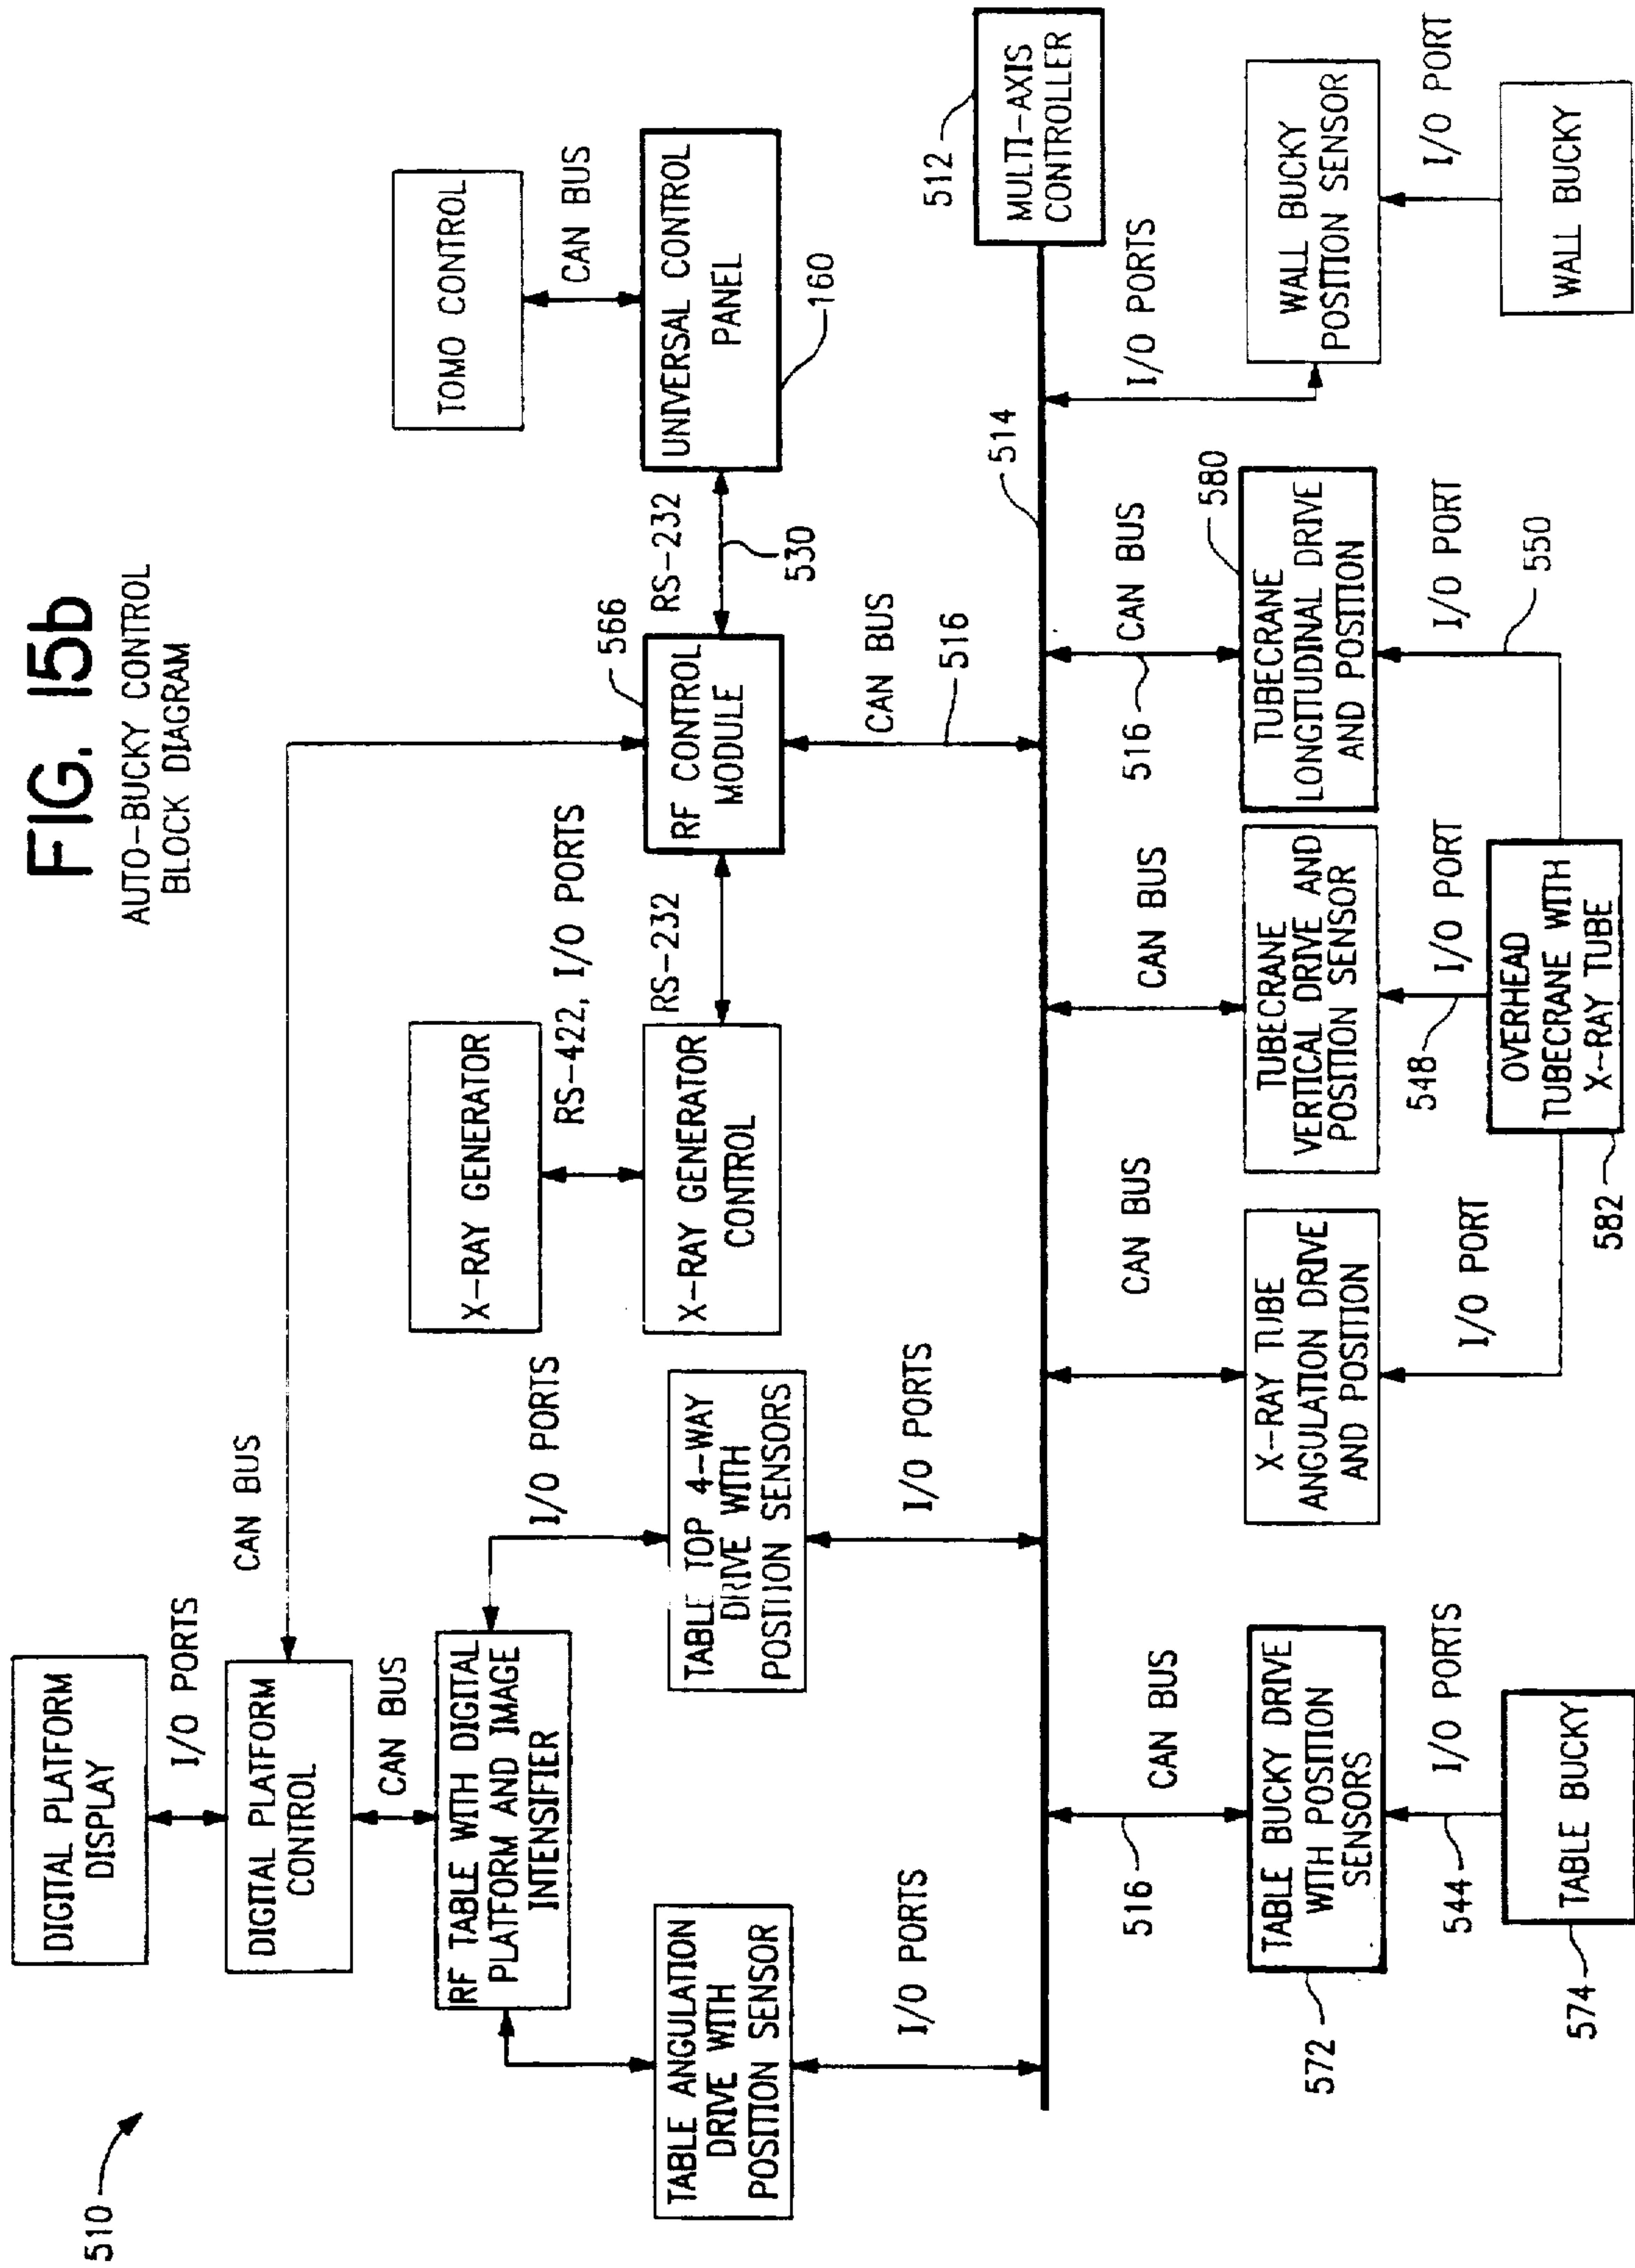 FIG. 15b
AUTO-BUCKY CONTROL
BLOCK DIAGRAM
510
DIGITAL PLATFORM
DISPLAY
I/O PORTS
DIGITAL PLATFORM
CONTROL
CAN BUS
CAN BUS
RF TABLE WITH DIGITAL
PLATFORM AND IMAGE
INTENSIFIER
I/O PORTS
TABLE ANGULATION
DRIVE WITH
POSITION SENSOR
I/O PORTS
TABLE TOP 4-WAY
DRIVE WITH
POSITION SENSORS
I/O PORTS
X-RAY GENERATOR
RS-422, I/O PORTS
X-RAY GENERATOR
CONTROL
RS-232
RF CONTROL
MODULE
566
CAN BUS
516
RS-232
530
TOMO CONTROL
CAN BUS
UNIVERSAL CONTROL
PANEL
160
512
MULTI-AXIS
CONTROLLER
514
516
CAN BUS
TABLE BUCKY DRIVE
WITH POSITION
SENSORS
572
544
I/O PORTS
TABLE BUCKY
574
CAN BUS
X-RAY TUBE
ANGULATION DRIVE
AND POSITION
I/O PORT
CAN BUS
TUBECRANE
VERTICAL DRIVE AND
POSITION SENSOR
548
I/O PORT
516
CAN BUS
580
TUBECRANE
LONGITUDINAL DRIVE
AND POSITION
I/O PORT
550
OVERHEAD
TUBECRANE WITH
X-RAY TUBE
582
I/O PORTS
WALL BUCKY
POSITION SENSOR
I/O PORT
WALL BUCKY